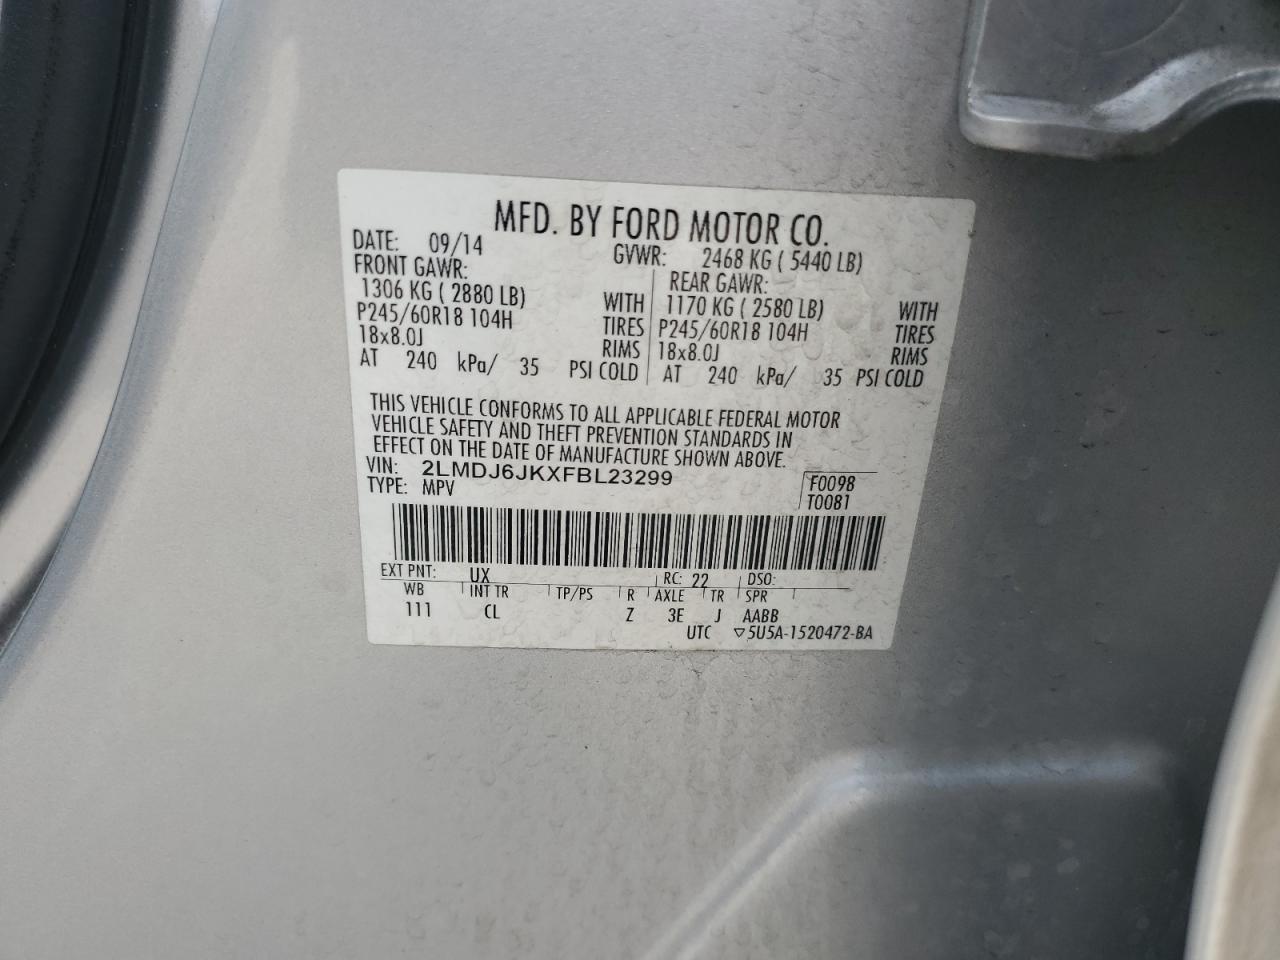 MFD. BY FORD MOTOR CO.
DATE: 09/14 GVWR: 2468 KG ( 5440 LB)
FRONT GAWR: REAR GAWR:
1306 KG ( 2880 LB) WITH 1170 KG ( 2580 LB) WITH
P245/60R18 104H TIRES P245/60R18 104H TIRES
18x8.0J RIMS 18x8.0J RIMS
AT 240 kPa/ 35 PSI COLD AT 240 kPa/ 35 PSI COLD
THIS VEHICLE CONFORMS TO ALL APPLICABLE FEDERAL MOTOR
VEHICLE SAFETY AND THEFT PREVENTION STANDARDS IN
EFFECT ON THE DATE OF MANUFACTURE SHOWN ABOVE.
VIN: 2LMDJ6JKXFBL23299 F0098
TYPE: MPV T0081
EXT PNT: UX RC: 22 DSO:
WB INT TR TP/PS R AXLE TR SPR
111 CL Z 3E J AABB
UTC ▽5U5A-1520472-BA